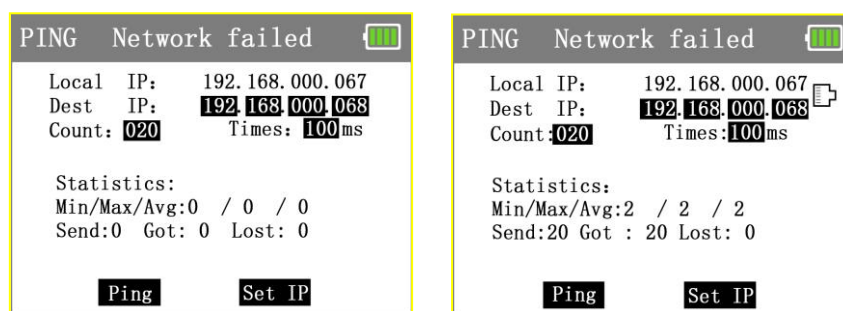 PING Network failed
Local IP: 192.168.000.067
Dest IP: 192.168.000.068
Count: 020 Times: 100ms
Statistics:
Min/Max/Avg:0 / 0 / 0
Send:0 Got: 0 Lost: 0
Ping Set IP
PING Network failed
Local IP: 192.168.000.067
Dest IP: 192.168.000.068
Count:020 Times:100ms
Statistics:
Min/Max/Avg:2 / 2 / 2
Send:20 Got : 20 Lost: 0
Ping Set IP